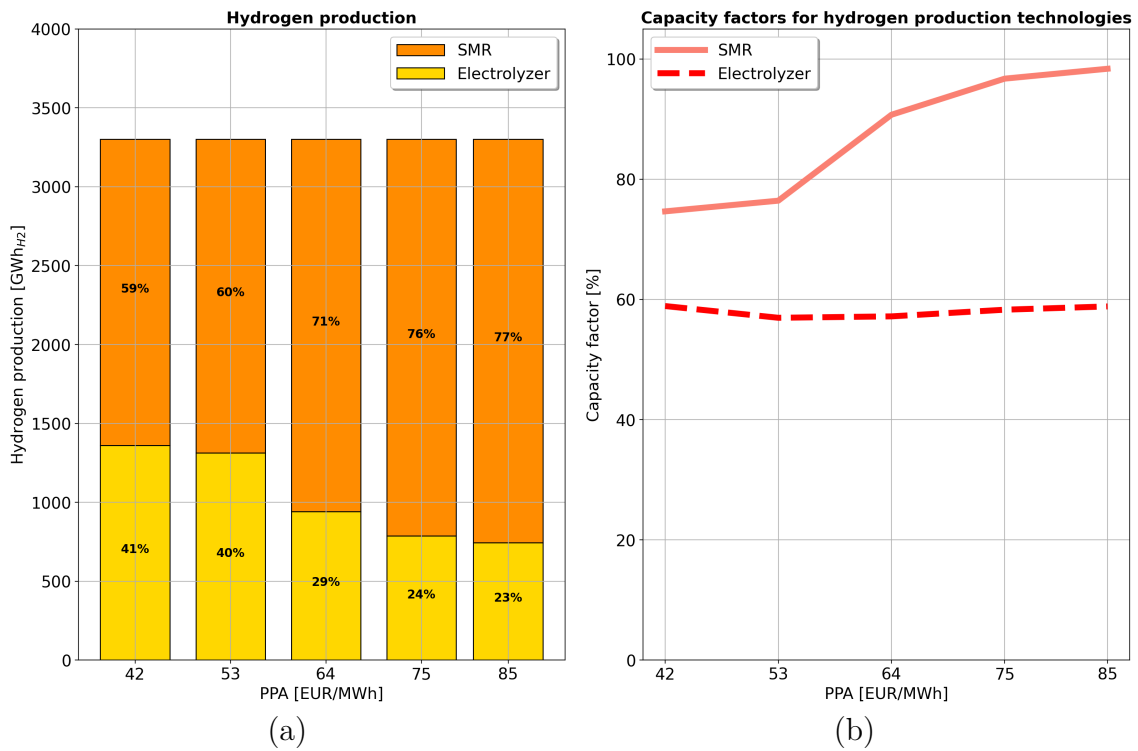 Hydrogen production
4000
3500
3000
2500
2000
1500
1000
500
0
Hydrogen production [GWh_{H2}]
SMR
Electrolyzer
59%
60%
71%
76%
77%
41%
40%
29%
24%
23%
42 53 64 75 85
PPA [EUR/MWh]
(a)
Capacity factors for hydrogen production technologies
100
80
60
40
20
0
Capacity factor [%]
SMR
Electrolyzer
42 53 64 75 85
PPA [EUR/MWh]
(b)